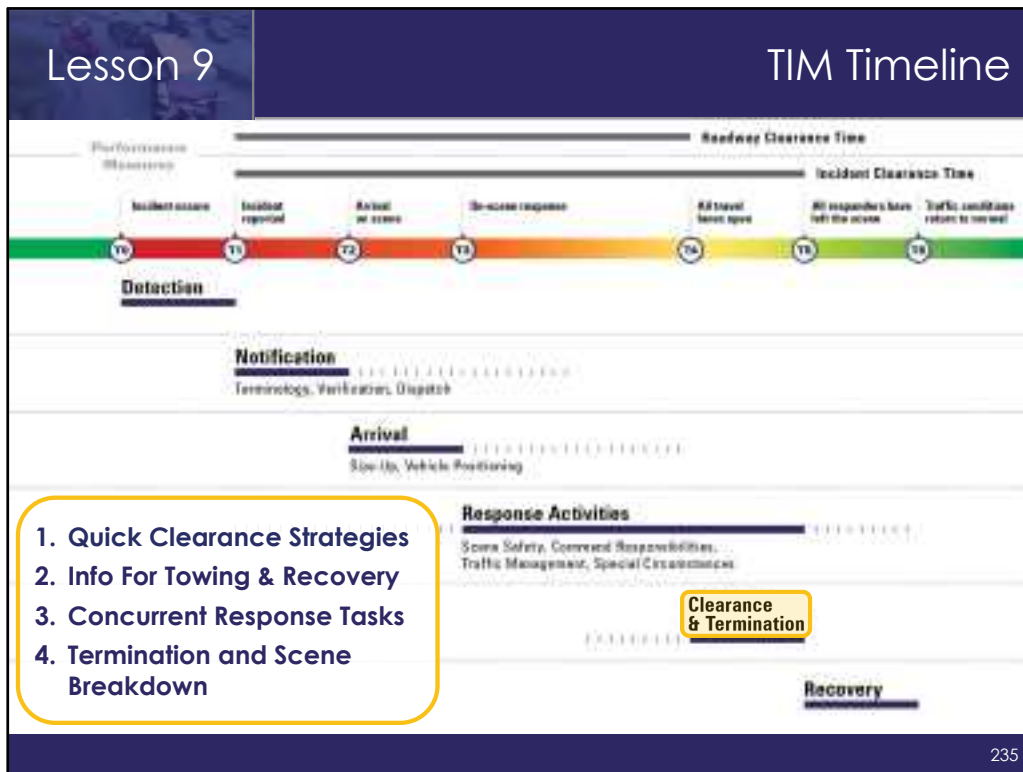 Lesson 9
TIM Timeline
Performance
Measures
Roadway Clearance Time
Incident Clearance Time
Incident occurs
Incident
reported
Arrival
on scene
On-scene response
All travel
lanes open
All responders have
left the scene
Traffic conditions
return to normal
T0
T1
T2
T3
T4
T5
T6
Detection
Notification
Terminology, Verification, Dispatch
Arrival
Size-Up, Vehicle Positioning
Response Activities
Scene Safety, Command Responsibilities,
Traffic Management, Special Circumstances
1. Quick Clearance Strategies
2. Info For Towing & Recovery
3. Concurrent Response Tasks
4. Termination and Scene
Breakdown
Clearance
& Termination
Recovery
235